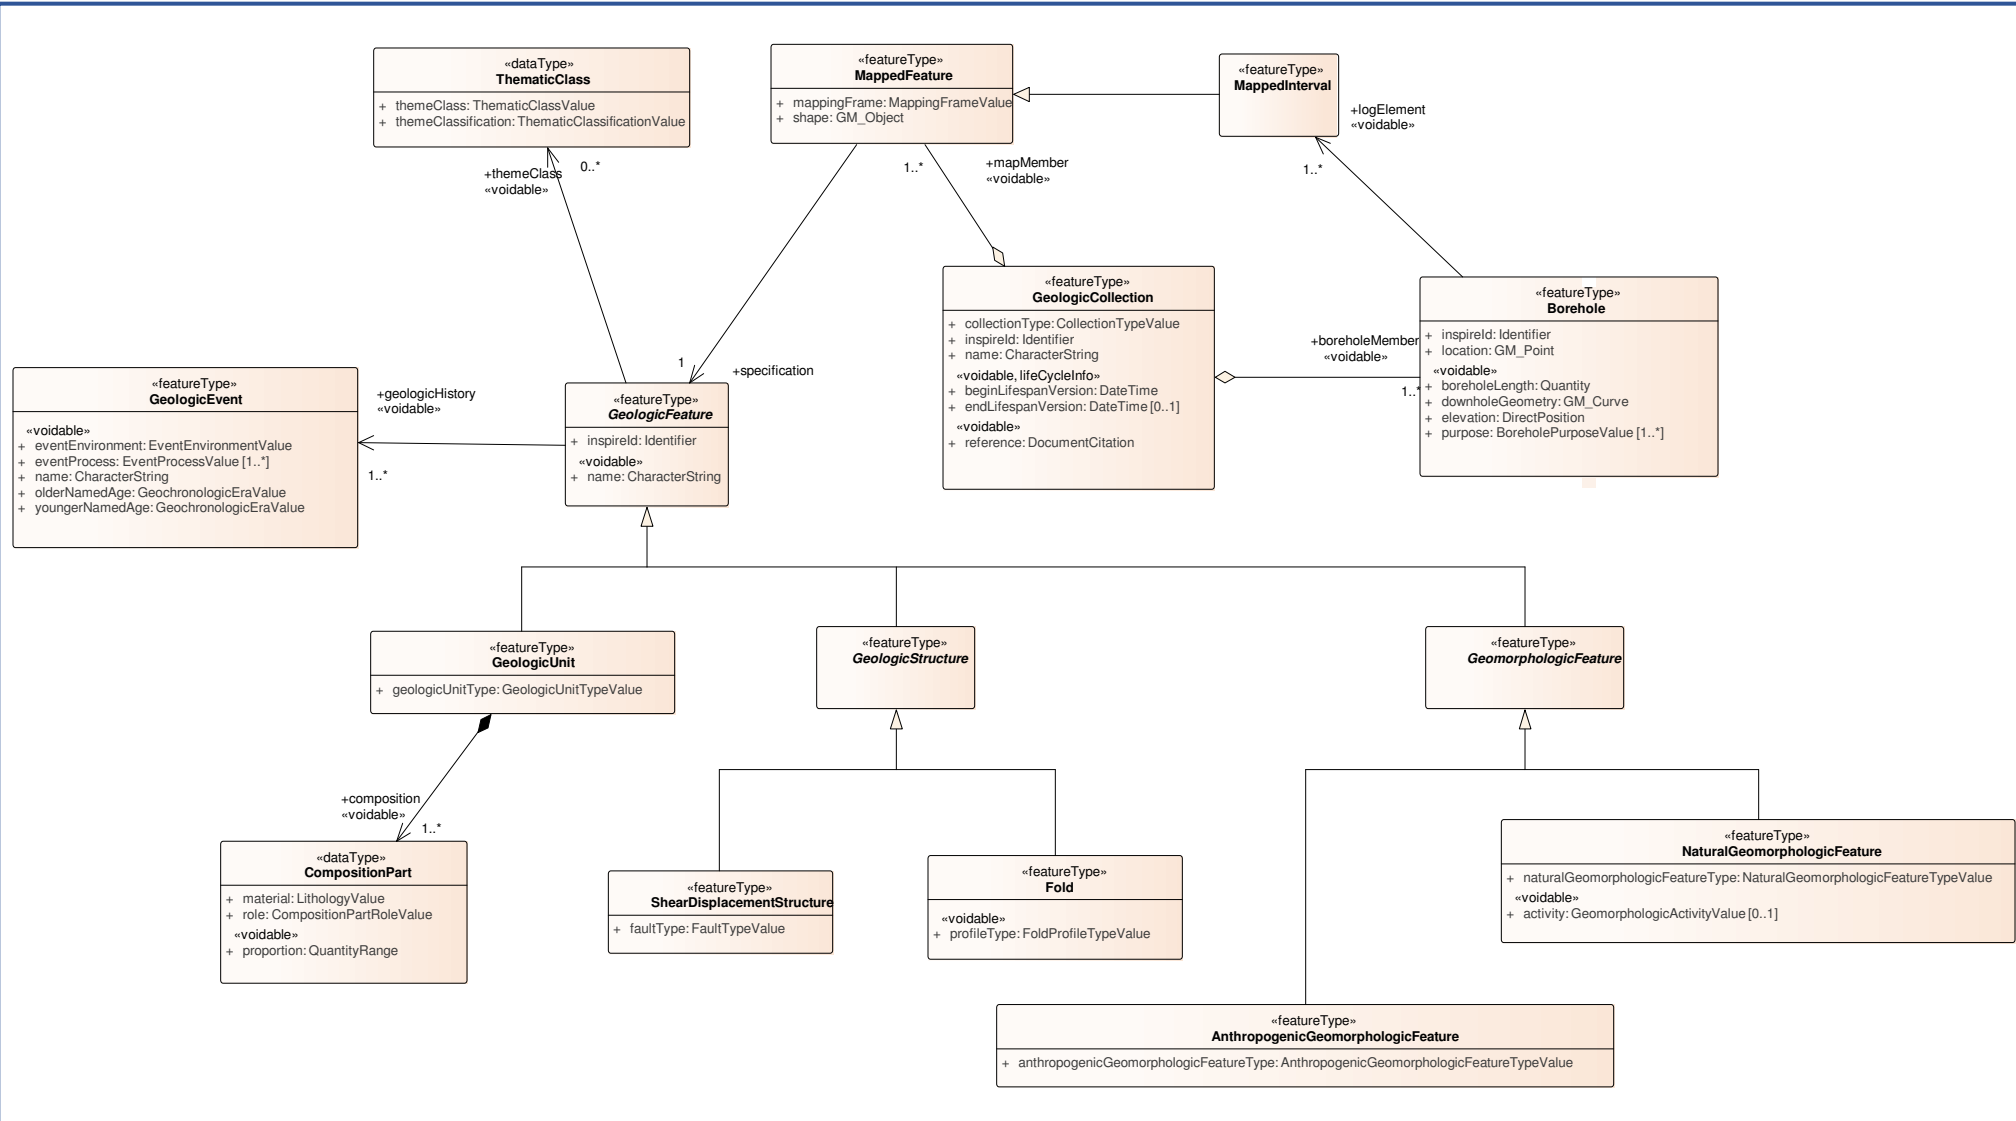 «dataType»
ThematicClass
+ themeClass: ThematicClassValue
+ themeClassification: ThematicClassificationValue
«featureType»
MappedFeature
+ mappingFrame: MappingFrameValue
+ shape: GM_Object
«featureType»
MappedInterval
+logElement
«voidable»
1..*
+themeClass
«voidable»
0..*
1..*
+mapMember
«voidable»
1
+specification
«featureType»
GeologicCollection
+ collectionType: CollectionTypeValue
+ inspireId: Identifier
+ name: CharacterString
«voidable, lifeCycleInfo»
+ beginLifespanVersion: DateTime
+ endLifespanVersion: DateTime [0..1]
«voidable»
+ reference: DocumentCitation
+boreholeMember
«voidable»
1..*
«featureType»
Borehole
+ inspireId: Identifier
+ location: GM_Point
«voidable»
+ boreholeLength: Quantity
+ downholeGeometry: GM_Curve
+ elevation: DirectPosition
+ purpose: BoreholePurposeValue [1..*]
«featureType»
GeologicEvent
«voidable»
+ eventEnvironment: EventEnvironmentValue
+ eventProcess: EventProcessValue [1..*]
+ name: CharacterString
+ olderNamedAge: GeochronologicEraValue
+ youngerNamedAge: GeochronologicEraValue
+geologicHistory
«voidable»
1..*
«featureType»
GeologicFeature
+ inspireId: Identifier
«voidable»
+ name: CharacterString
«featureType»
GeologicUnit
+ geologicUnitType: GeologicUnitTypeValue
«featureType»
GeologicStructure
«featureType»
GeomorphologicFeature
+composition
«voidable»
1..*
«dataType»
CompositionPart
+ material: LithologyValue
+ role: CompositionPartRoleValue
«voidable»
+ proportion: QuantityRange
«featureType»
ShearDisplacementStructure
+ faultType: FaultTypeValue
«featureType»
Fold
«voidable»
+ profileType: FoldProfileTypeValue
«featureType»
NaturalGeomorphologicFeature
+ naturalGeomorphologicFeatureType: NaturalGeomorphologicFeatureTypeValue
«voidable»
+ activity: GeomorphologicActivityValue [0..1]
«featureType»
AnthropogenicGeomorphologicFeature
+ anthropogenicGeomorphologicFeatureType: AnthropogenicGeomorphologicFeatureTypeValue